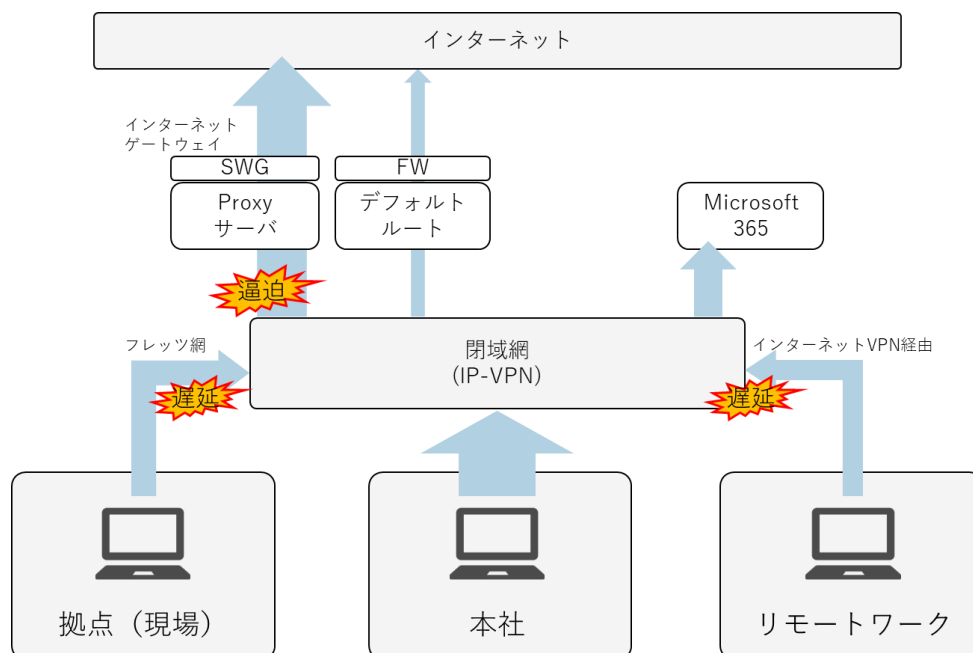 インターネット
インターネット
ゲートウェイ
SWG
FW
Proxy
サーバ
デフォルト
ルート
Microsoft
365
逼迫
フレッツ網
閉域網
(IP-VPN)
インターネットVPN経由
遅延
遅延
拠点（現場）
本社
リモートワーク